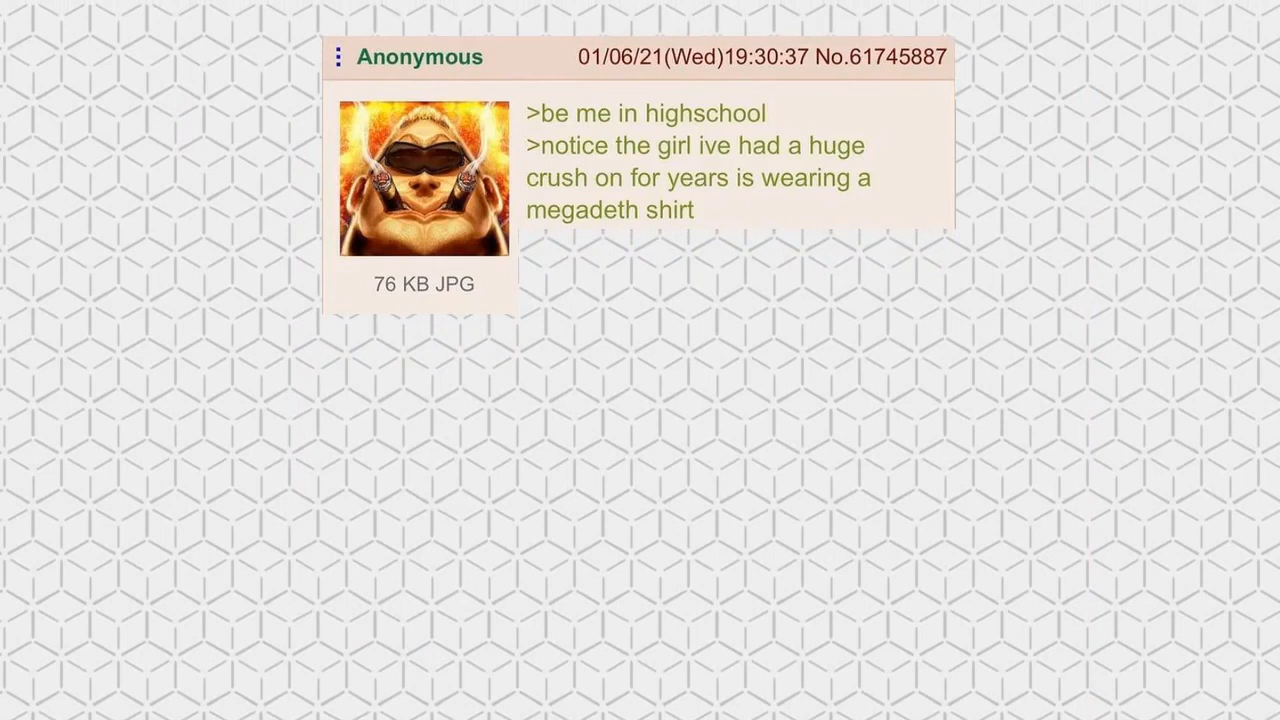 Anonymous 01/06/21(Wed)19:30:37 No.61745887
>be me in highschool
>notice the girl ive had a huge
crush on for years is wearing a
megadeth shirt
76 KB JPG